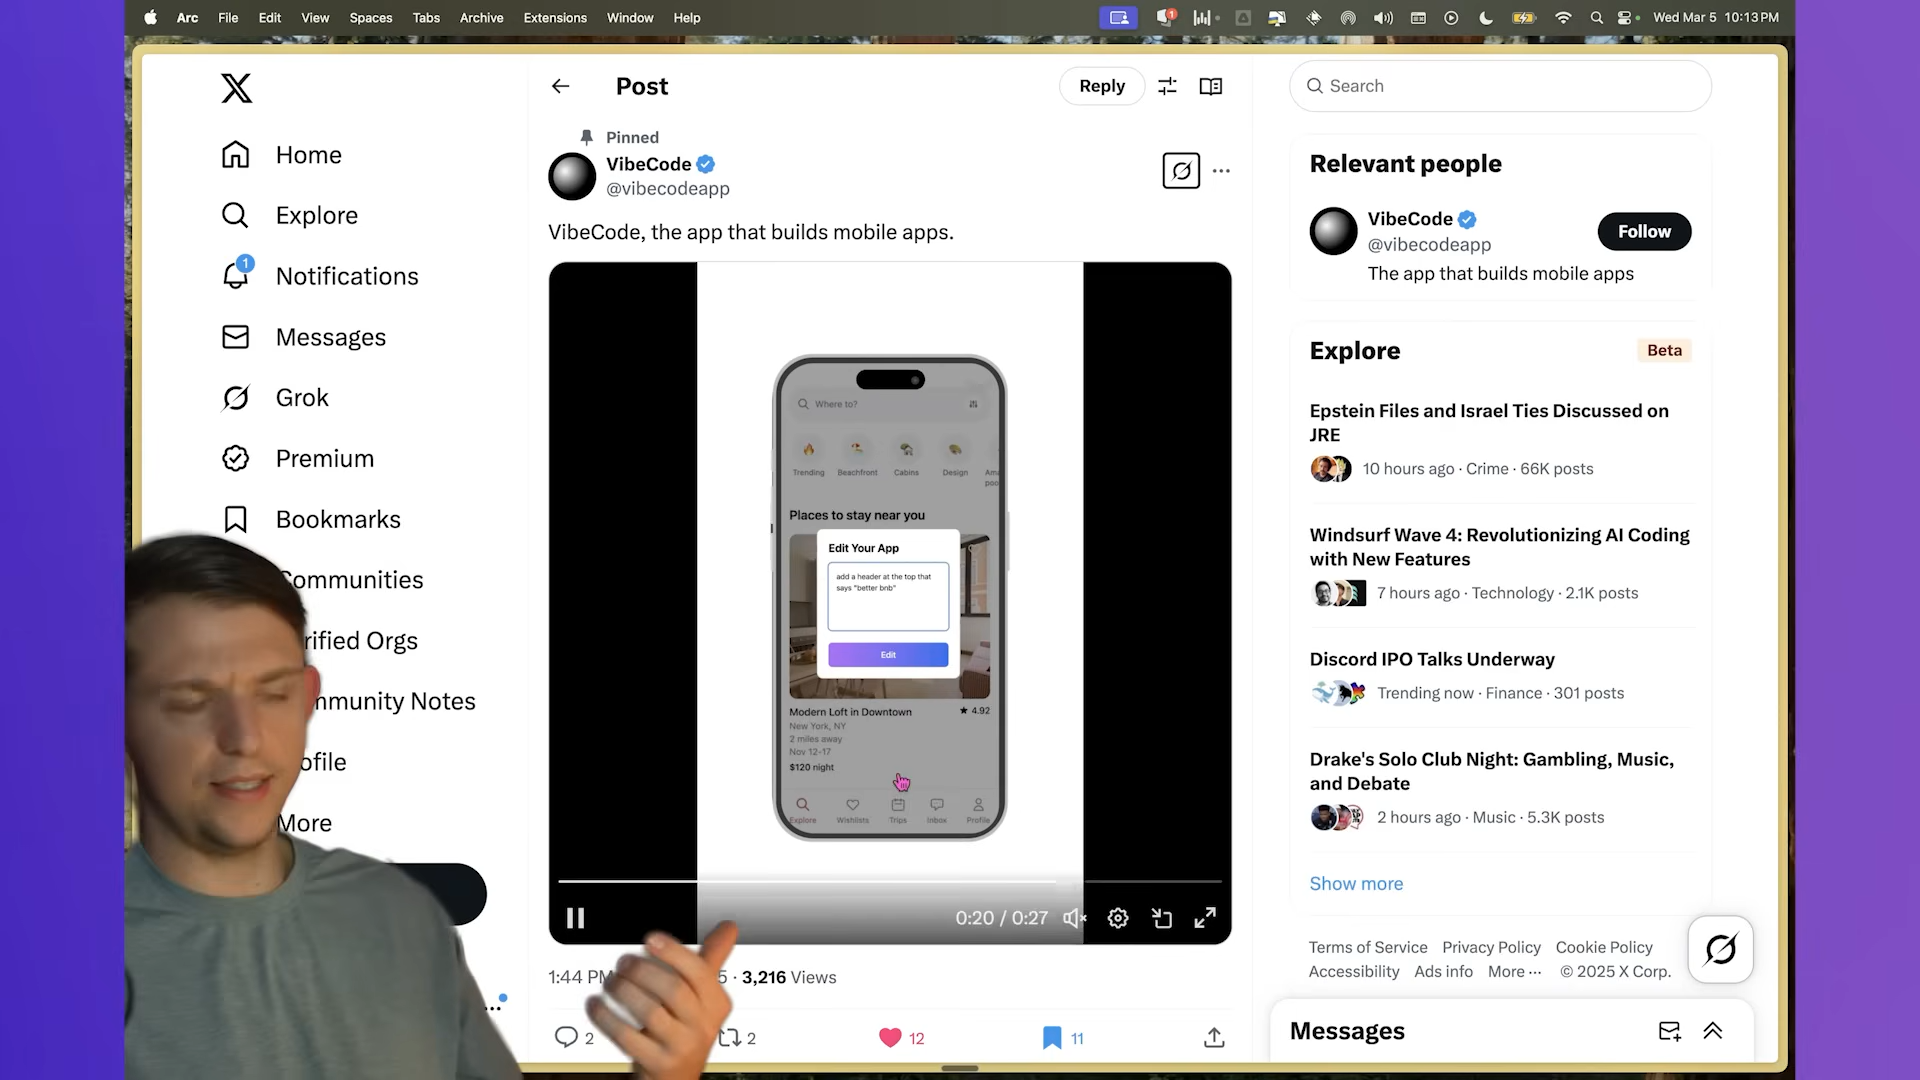 Arc File Edit View Spaces Tabs Archive Extensions Window Help
1
Wed Mar 5 10:13 PM
Home
Explore
1
Notifications
Messages
Grok
Premium
Bookmarks
ommunities
rified Orgs
mmunity Notes
ofile
More
Post
Reply
Pinned
VibeCode
@vibecodeapp
VibeCode, the app that builds mobile apps.
Where to?
Trending Beachfront Cabins Design
Places to stay near you
Edit Your App
add a header at the top that
says "better bnb"
Edit
Modern Loft in Downtown ★ 4.92
New York, NY
2 miles away
Nov 12-17
$120 night
Explore Wishlists Trips Inbox Profile
0:20 / 0:27
1:44 PM 5 · 3,216 Views
2 2 12 11
Search
Relevant people
VibeCode
@vibecodeapp
Follow
The app that builds mobile apps
Explore
Beta
Epstein Files and Israel Ties Discussed on
JRE
10 hours ago · Crime · 66K posts
Windsurf Wave 4: Revolutionizing AI Coding
with New Features
7 hours ago · Technology · 2.1K posts
Discord IPO Talks Underway
Trending now · Finance · 301 posts
Drake's Solo Club Night: Gambling, Music,
and Debate
2 hours ago · Music · 5.3K posts
Show more
Terms of Service Privacy Policy Cookie Policy
Accessibility Ads info More ··· © 2025 X Corp.
Messages